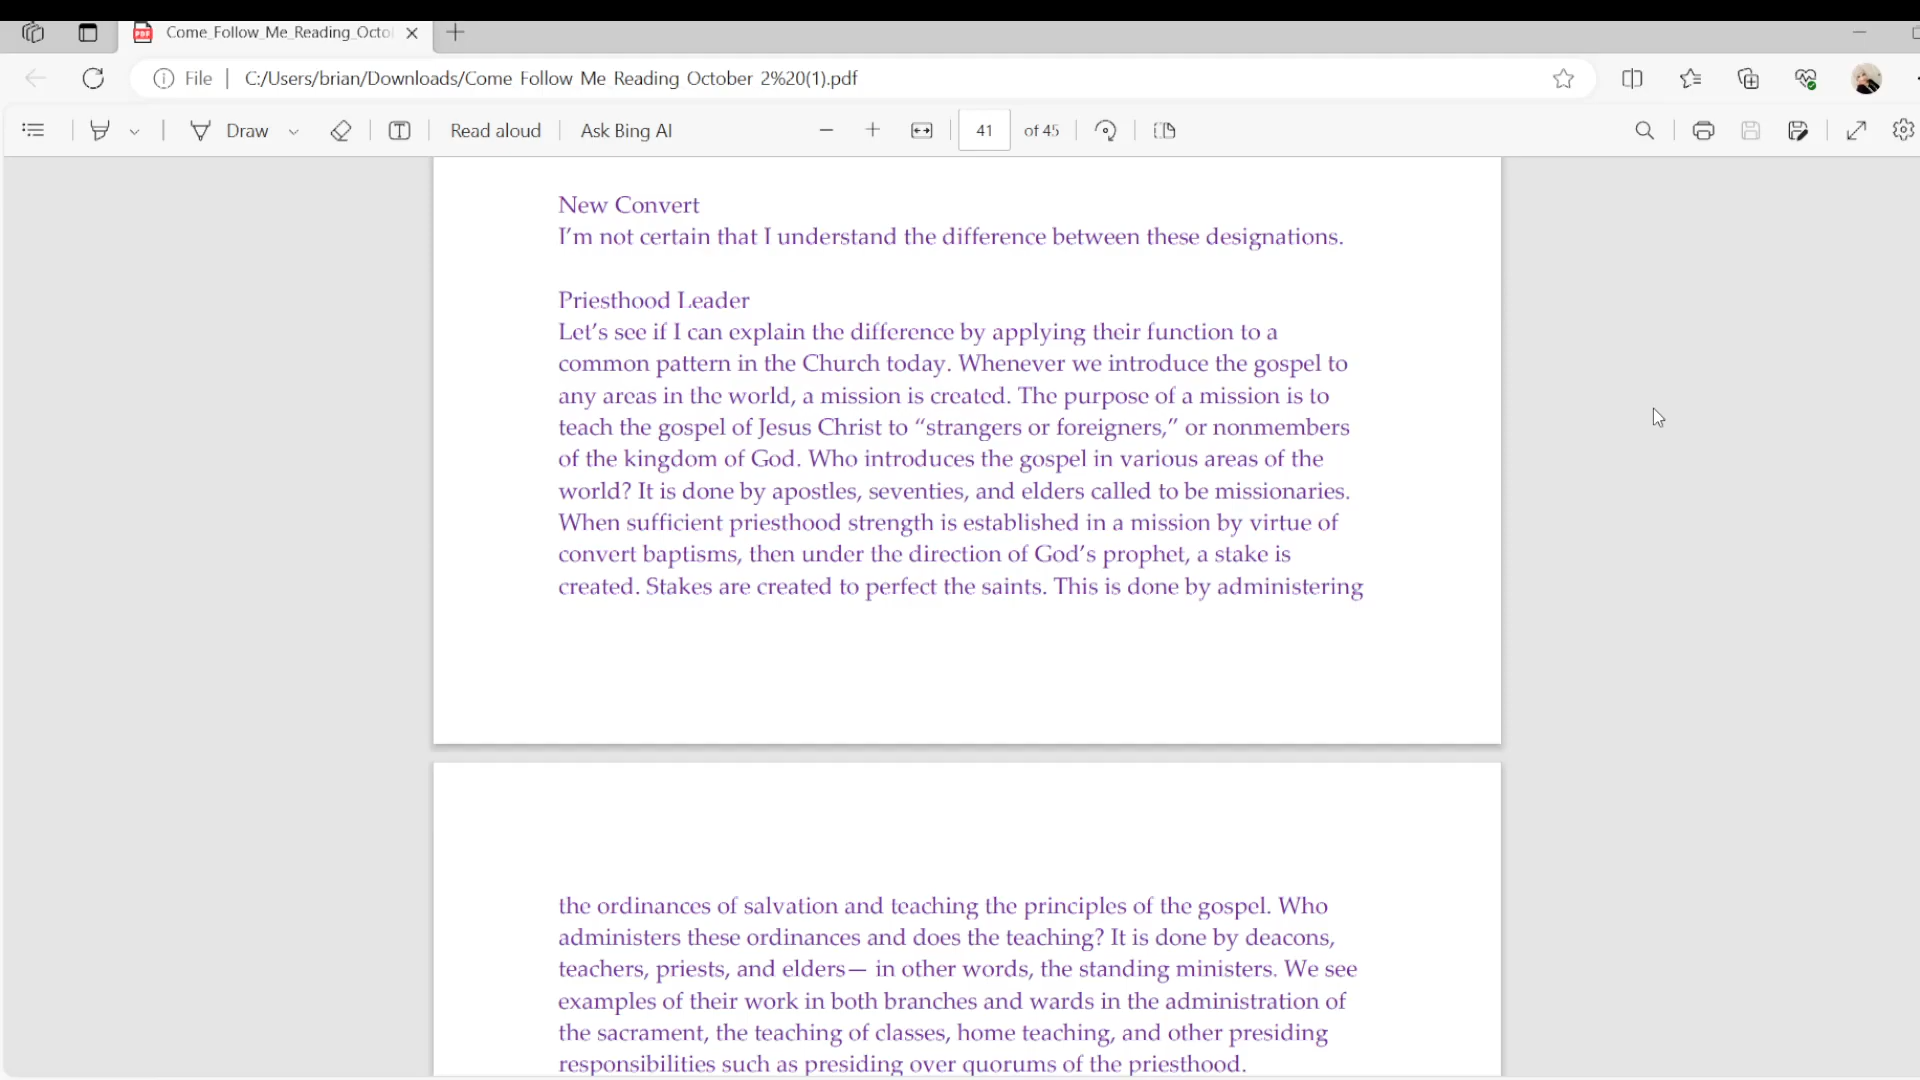 Come_Follow_Me_Reading_Octo
File
C:/Users/brian/Downloads/Come Follow Me Reading October 2%20(1).pdf
Draw
Read aloud
Ask Bing AI
41
of 45
New Convert
I’m not certain that I understand the difference between these designations.
Priesthood Leader
Let’s see if I can explain the difference by applying their function to a
common pattern in the Church today. Whenever we introduce the gospel to
any areas in the world, a mission is created. The purpose of a mission is to
teach the gospel of Jesus Christ to “strangers or foreigners,” or nonmembers
of the kingdom of God. Who introduces the gospel in various areas of the
world? It is done by apostles, seventies, and elders called to be missionaries.
When sufficient priesthood strength is established in a mission by virtue of
convert baptisms, then under the direction of God’s prophet, a stake is
created. Stakes are created to perfect the saints. This is done by administering
the ordinances of salvation and teaching the principles of the gospel. Who
administers these ordinances and does the teaching? It is done by deacons,
teachers, priests, and elders— in other words, the standing ministers. We see
examples of their work in both branches and wards in the administration of
the sacrament, the teaching of classes, home teaching, and other presiding
responsibilities such as presiding over quorums of the priesthood.